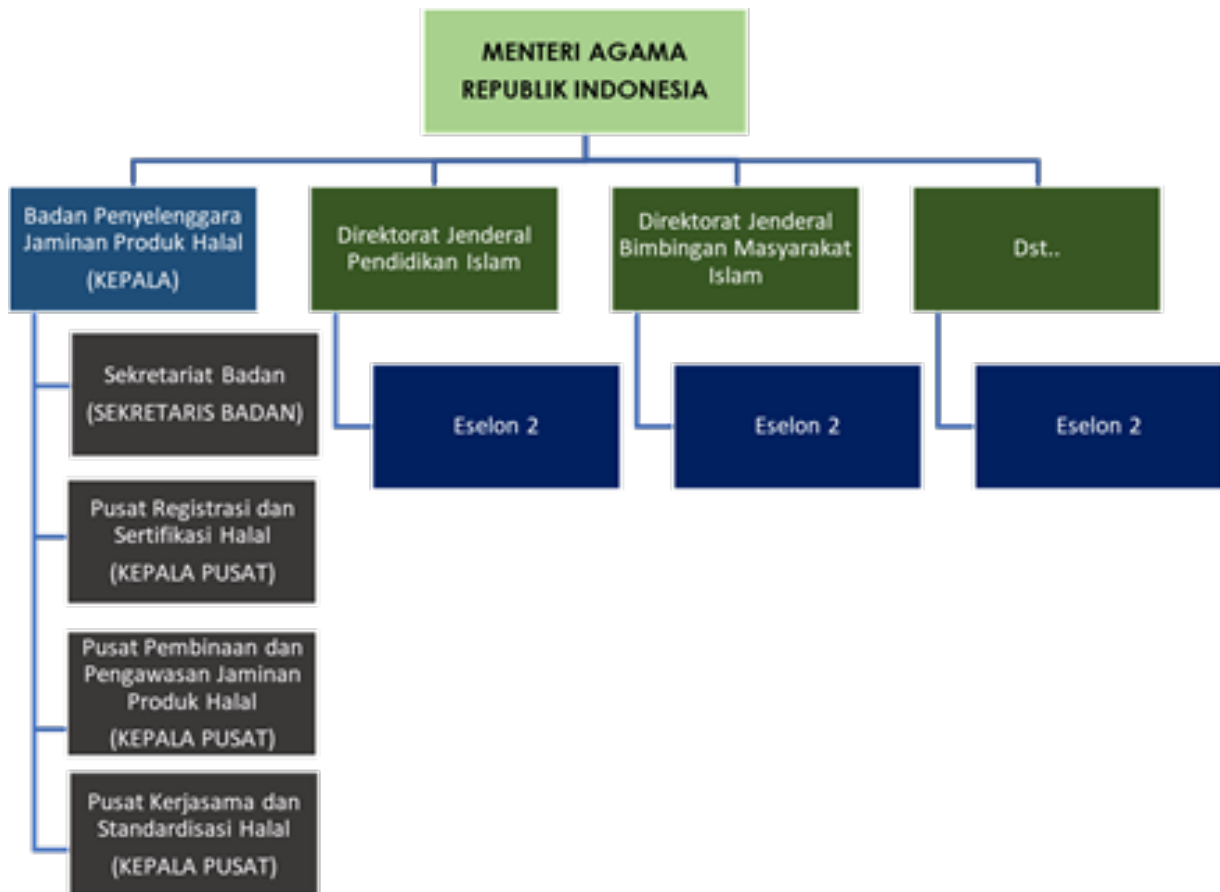 MENTERI AGAMA
REPUBLIK INDONESIA
Badan Penyelenggara
Jaminan Produk Halal
(KEPALA)
Direktorat Jenderal
Pendidikan Islam
Direktorat Jenderal
Bimbingan Masyarakat
Islam
Dst..
Sekretariat Badan
(SEKRETARIS BADAN)
Eselon 2
Eselon 2
Eselon 2
Pusat Registrasi dan
Sertifikasi Halal
(KEPALA PUSAT)
Pusat Pembinaan dan
Pengawasan Jaminan
Produk Halal
(KEPALA PUSAT)
Pusat Kerjasama dan
Standardisasi Halal
(KEPALA PUSAT)